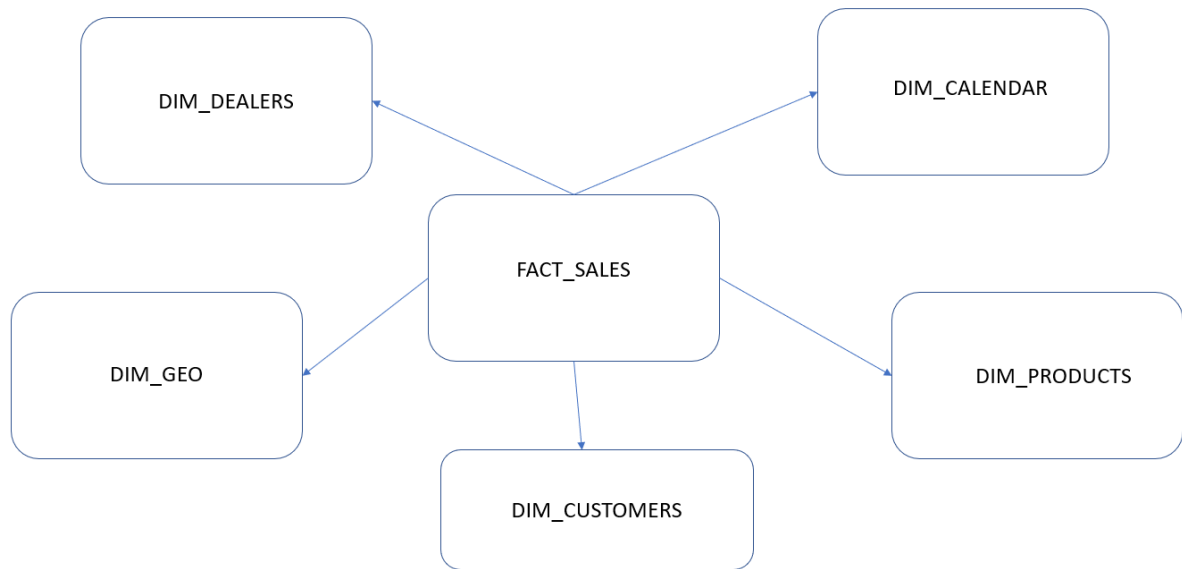 DIM_DEALERS
DIM_CALENDAR
FACT_SALES
DIM_GEO
DIM_PRODUCTS
DIM_CUSTOMERS